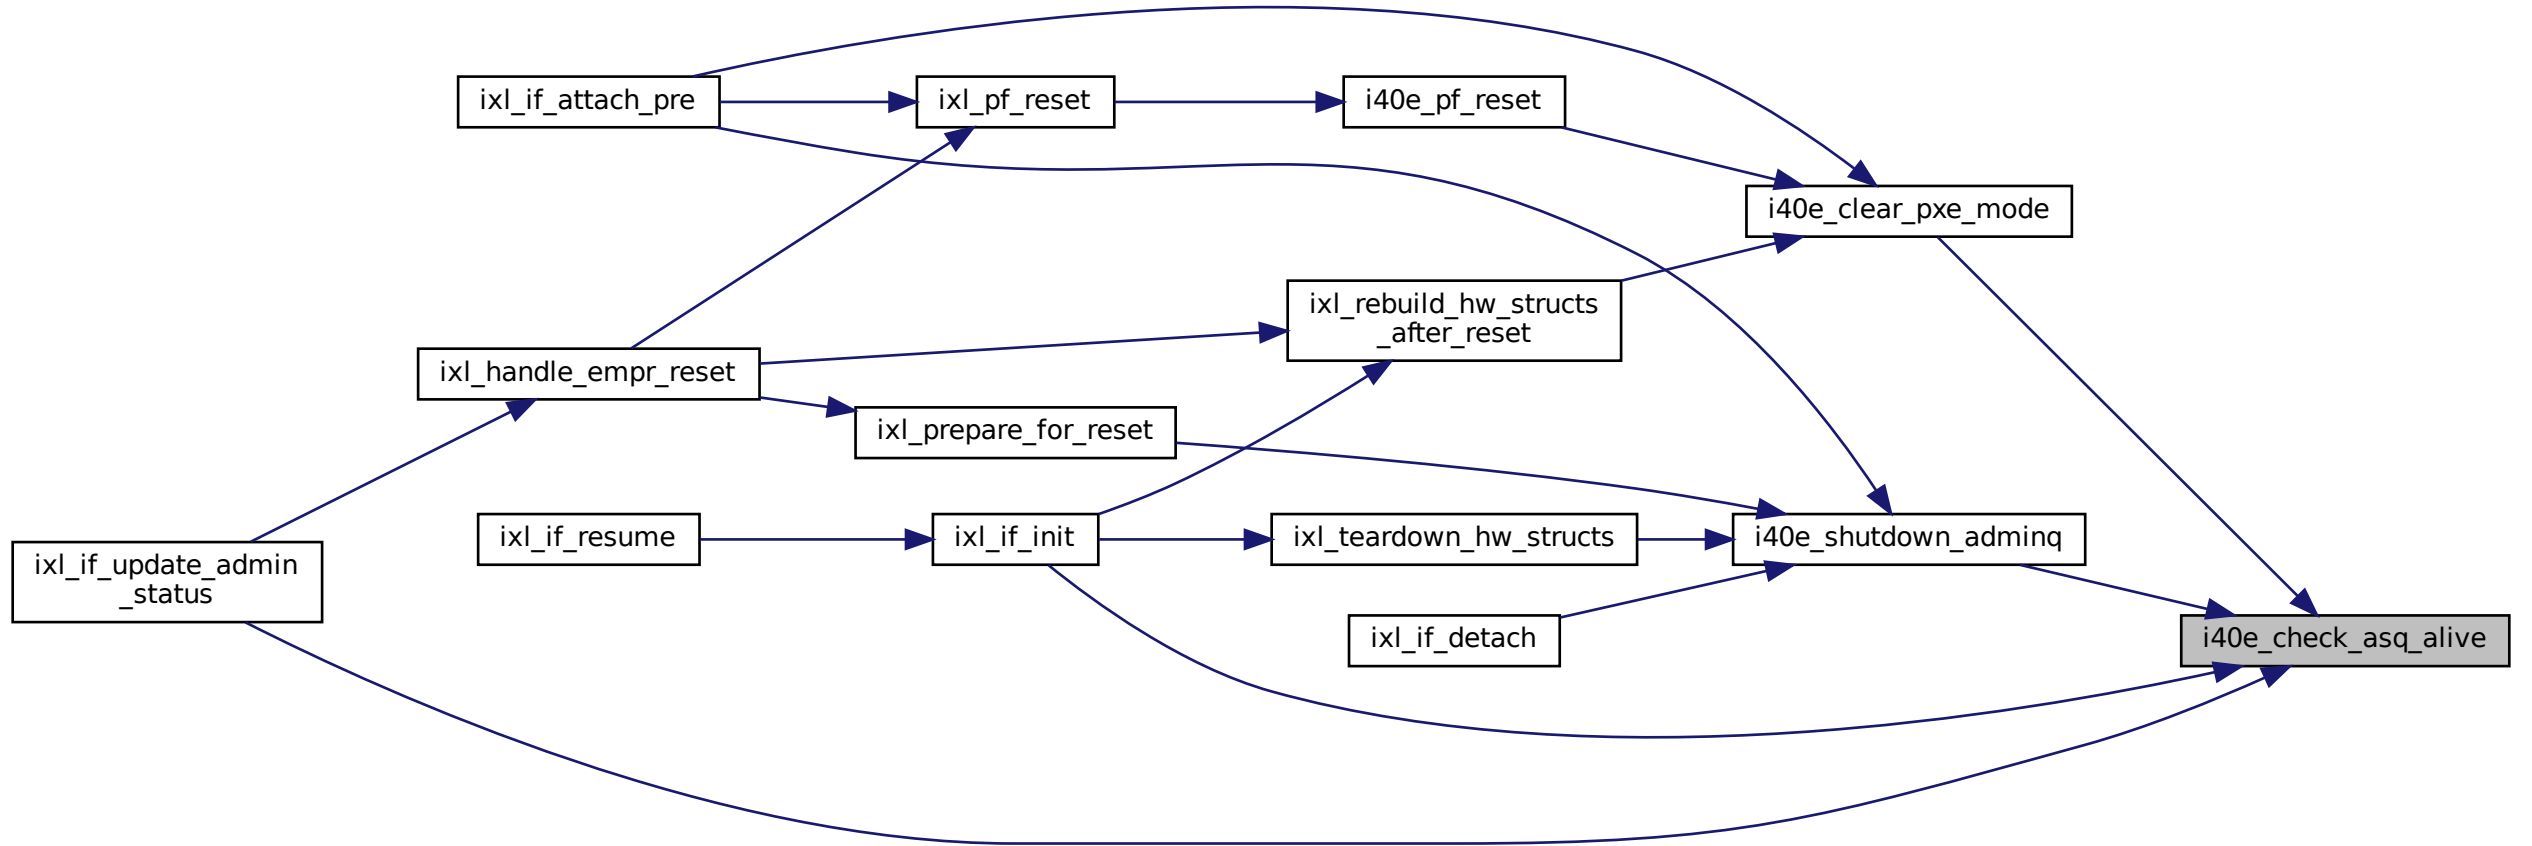 ixl_if_attach_pre
ixl_pf_reset
i40e_pf_reset
i40e_clear_pxe_mode
ixl_rebuild_hw_structs
_after_reset
ixl_handle_empr_reset
ixl_prepare_for_reset
ixl_if_resume
ixl_if_init
ixl_teardown_hw_structs
i40e_shutdown_adminq
ixl_if_update_admin
_status
ixl_if_detach
i40e_check_asq_alive